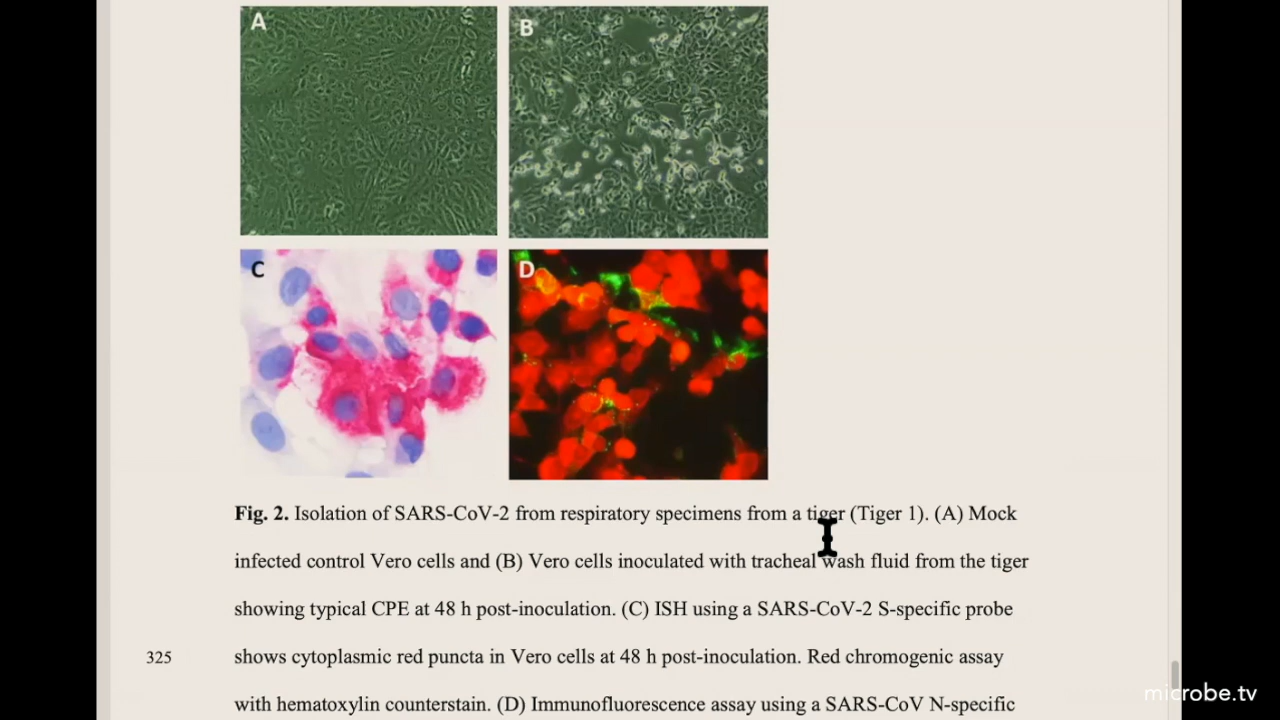 A
B
C
D
Fig. 2. Isolation of SARS-CoV-2 from respiratory specimens from a tiger (Tiger 1). (A) Mock
infected control Vero cells and (B) Vero cells inoculated with tracheal wash fluid from the tiger
showing typical CPE at 48 h post-inoculation. (C) ISH using a SARS-CoV-2 S-specific probe
325 shows cytoplasmic red puncta in Vero cells at 48 h post-inoculation. Red chromogenic assay
with hematoxylin counterstain. (D) Immunofluorescence assay using a SARS-CoV N-specific
microbe.tv